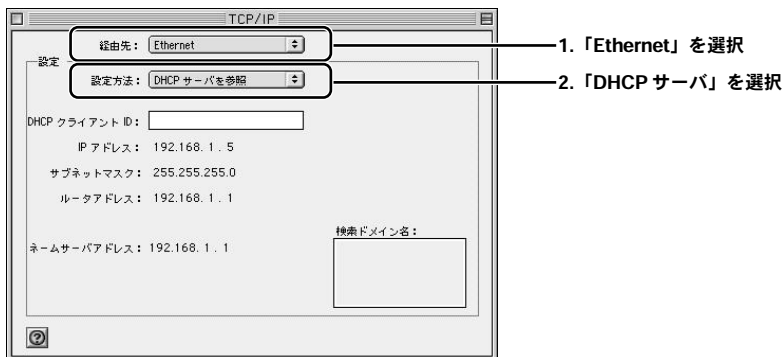 TCP/IP
経由先： Ethernet
1.「Ethernet」を選択
設定
設定方法： DHCP サーバを参照
2.「DHCP サーバ」を選択
DHCP クライアント ID：
IP アドレス： 192.168. 1 . 5
サブネットマスク： 255.255.255.0
ルータアドレス： 192.168. 1 . 1
検索ドメイン名：
ネームサーバアドレス： 192.168. 1 . 1
?